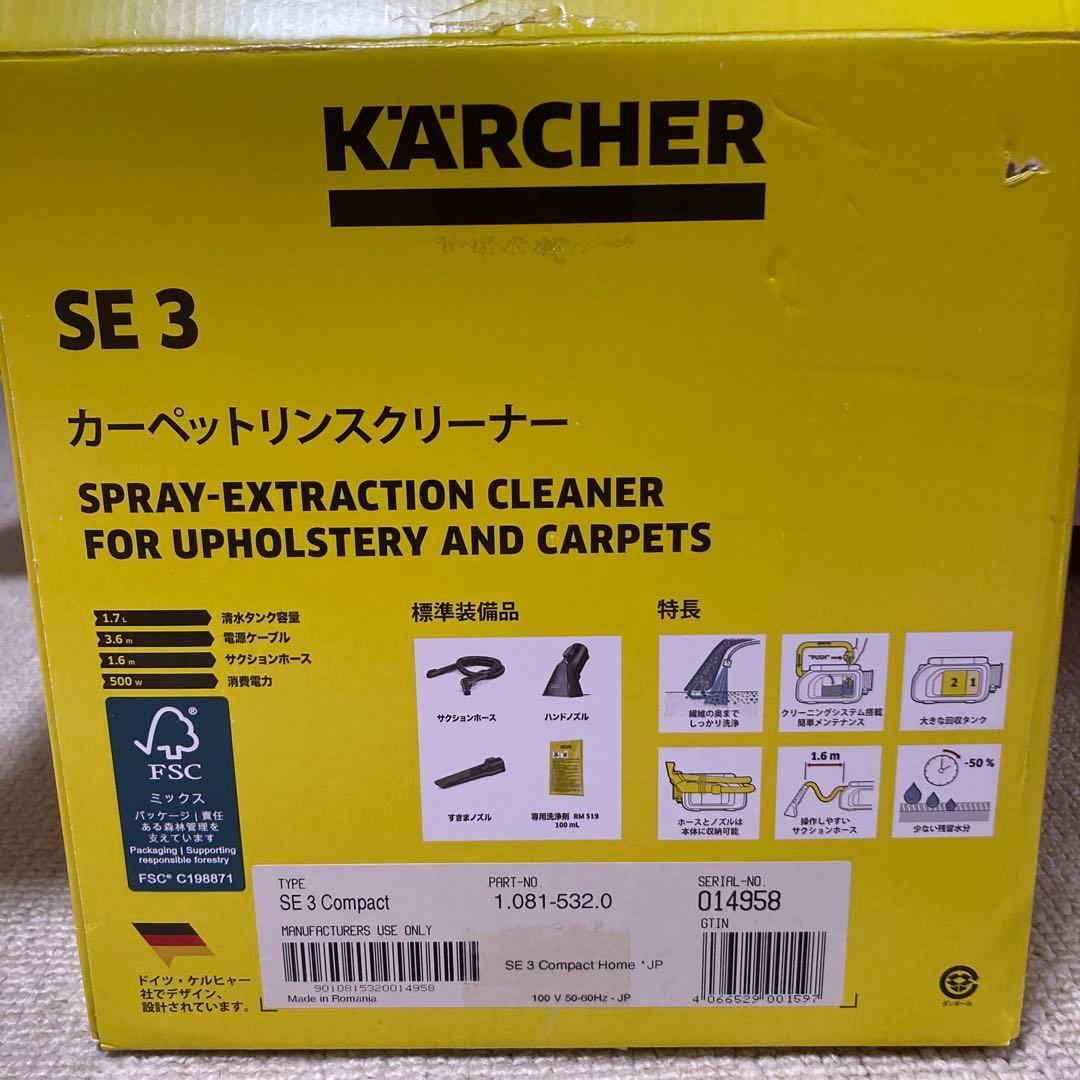 KÄRCHER
SE 3
カーペットリンスクリーナー
SPRAY-EXTRACTION CLEANER
FOR UPHOLSTERY AND CARPETS
1.7 L 清水タンク容量
3.6 m 電源ケーブル
1.6 m サクションホース
500 W 消費電力
FSC
ミックス
パッケージ | 責任
ある森林管理を
支えています
Packaging | Supporting
responsible forestry
FSC® C198871
標準装備品
サクションホース
ハンドノズル
すきまノズル
KÄRCHER
専用洗浄剤 RM 519
100 mL
特長
繊維の奥まで
しっかり洗浄
"PUSH"
クリーニングシステム搭載
簡単メンテナンス
2 1
大きな回収タンク
ホースとノズルは
本体に収納可能
1.6 m
操作しやすい
サクションホース
-50 %
少ない残留水分
TYPE
SE 3 Compact
PART-NO.
1.081-532.0
SERIAL-NO.
014958
MANUFACTURERS USE ONLY
9010815320014958
Made in Romania
SE 3 Compact Home *JP
100 V 50-60Hz - JP
GTIN
4 066529 001597
ドイツ・ケルヒャー
社でデザイン、
設計されています。
ダンボール